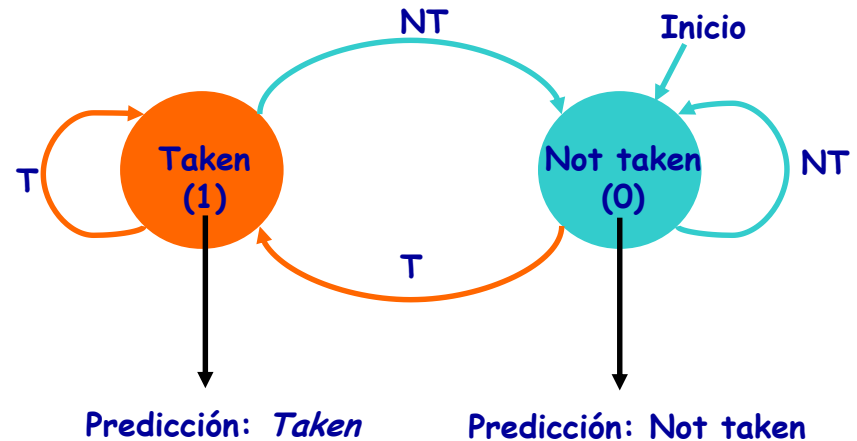 NT
Inicio
Taken
(1)
Not taken
(0)
T
NT
T
Predicción: Taken
Predicción: Not taken